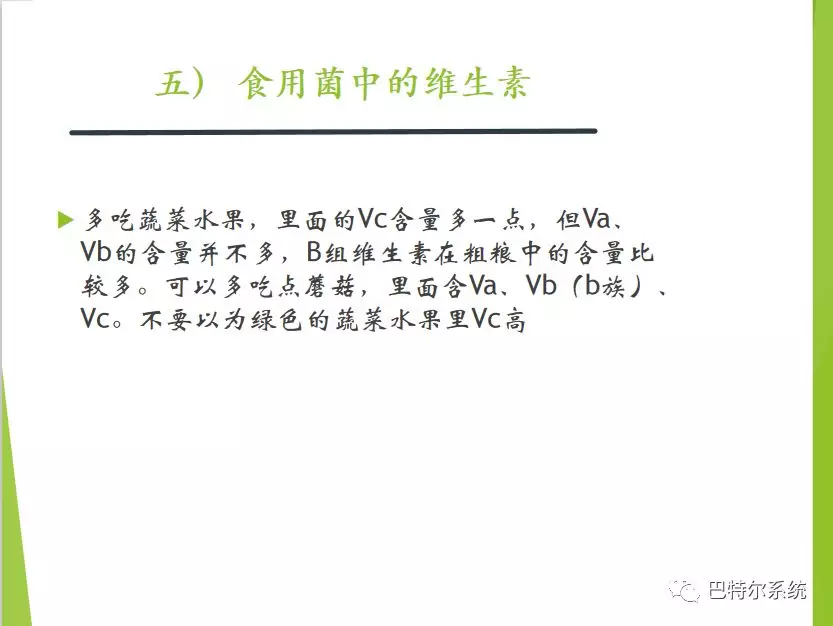 五） 食用菌中的维生素
多吃蔬菜水果，里面的Vc含量多一点，但Va、
Vb的含量并不多，B组维生素在粗粮中的含量比
较多。可以多吃点蘑菇，里面含Va、Vb（b族）、
Vc。不要以为绿色的蔬菜水果里Vc高
巴特尔系统